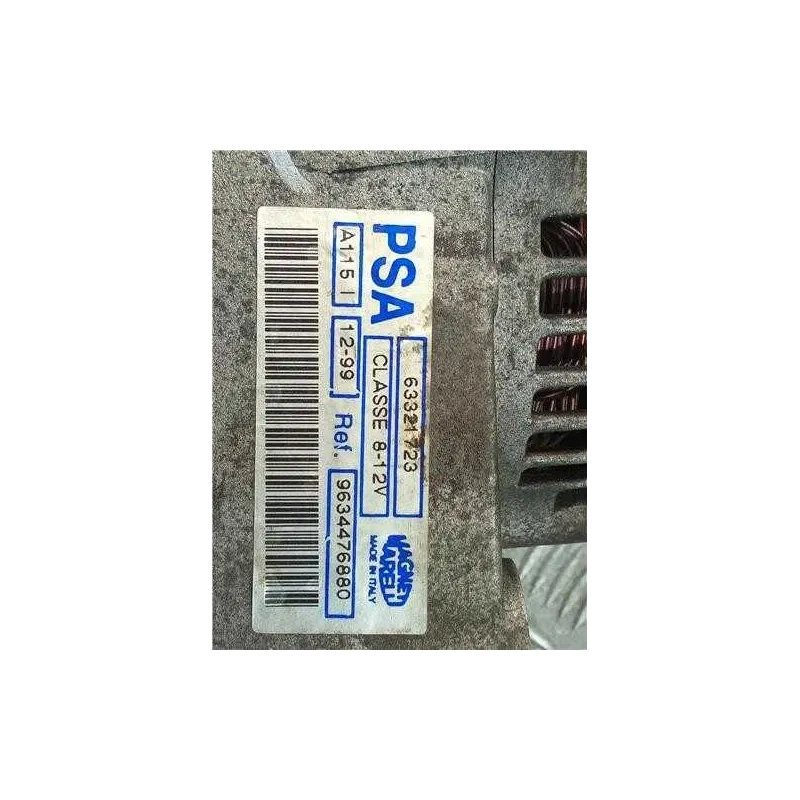 PSA
63321723
CLASSE 8-12V
MAGNETI
MARELLI
MADE IN ITALY
A115 I
12-99
Ref.
9634476880